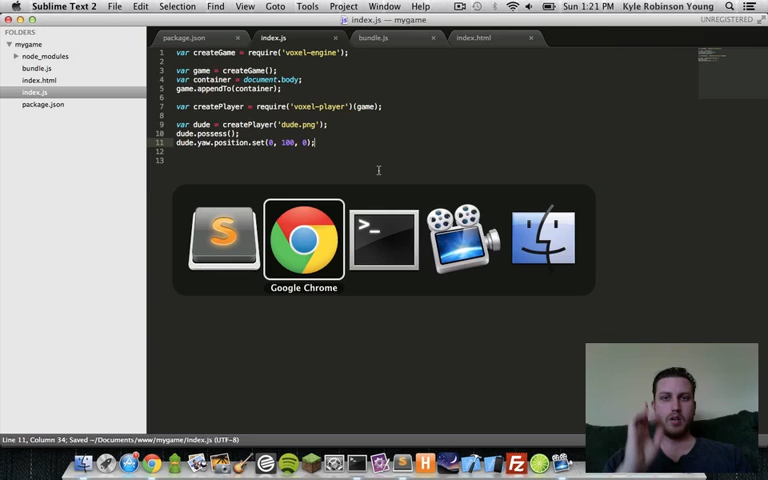 Sublime Text 2 File Edit Selection Find View Goto Tools Project Window Help Sun 1:21 PM Kyle Robinson Young
index.js — mygame UNREGISTERED
FOLDERS
mygame
node_modules
bundle.js
index.html
index.js
package.json
package.json index.js bundle.js index.html
1 var createGame = require('voxel-engine');
2
3 var game = createGame();
4 var container = document.body;
5 game.appendTo(container);
6
7 var createPlayer = require('voxel-player')(game);
8
9 var dude = createPlayer('dude.png');
10 dude.possess();
11 dude.yaw.position.set(0, 100, 0);
12
13
Google Chrome
Line 11, Column 34; Saved ~/Documents/www/mygame/index.js (UTF-8)